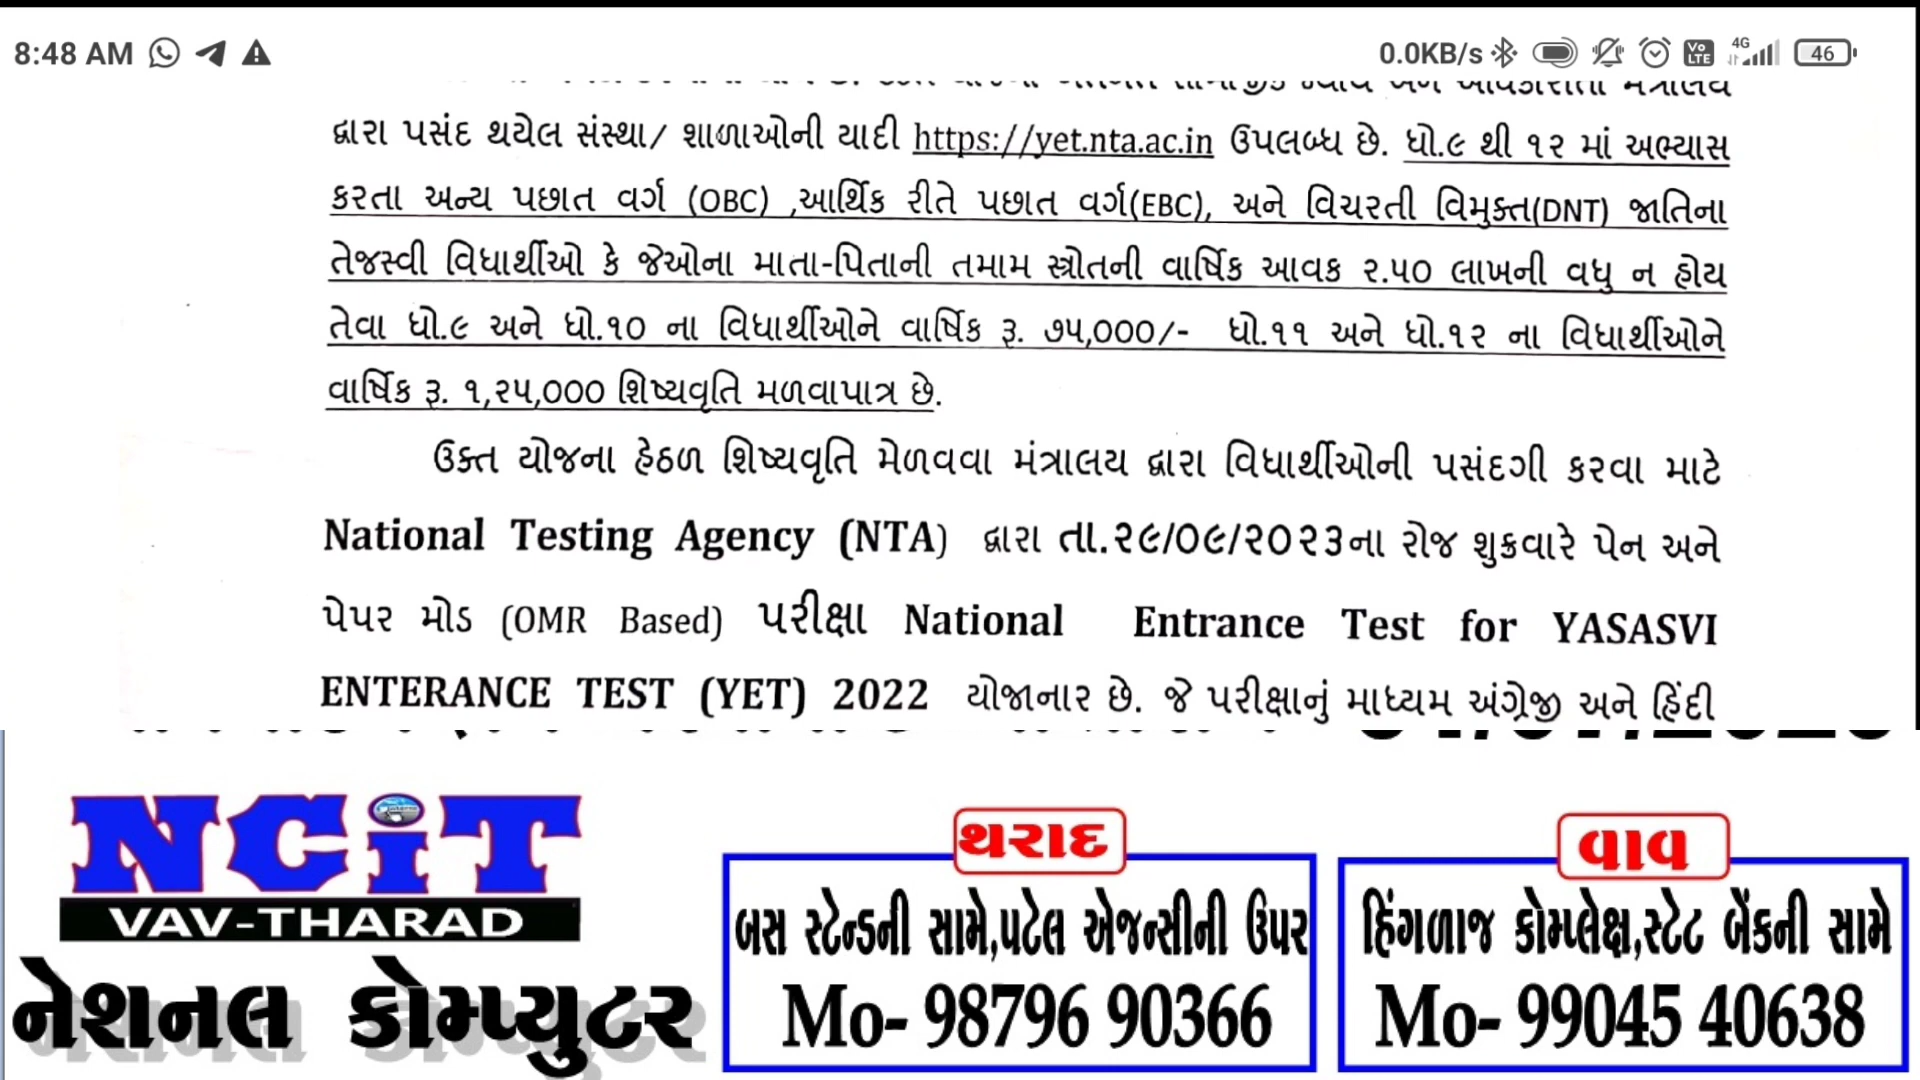 8:48 AM
0.0KB/s
4G
Vo LTE
46
દ્વારા પસંદ થયેલ સંસ્થા/ શાળાઓની યાદી https://yet.nta.ac.in ઉપલબ્ધ છે. ધો.૯ થી ૧૨ માં અભ્યાસ
કરતા અન્ય પછાત વર્ગ (OBC) ,આર્થિક રીતે પછાત વર્ગ(EBC), અને વિચરતી વિમુક્ત(DNT) જાતિના
તેજસ્વી વિધાર્થીઓ કે જેઓના માતા-પિતાની તમામ સ્ત્રોતની વાર્ષિક આવક ૨.૫૦ લાખની વધુ ન હોય
તેવા ધો.૯ અને ધો.૧૦ ના વિધાર્થીઓને વાર્ષિક રૂ. ૭૫,૦૦૦/- ધો.૧૧ અને ધો.૧૨ ના વિધાર્થીઓને
વાર્ષિક રૂ. ૧,૨૫,૦૦૦ શિષ્યવૃતિ મળવાપાત્ર છે.
ઉક્ત યોજના હેઠળ શિષ્યવૃતિ મેળવવા મંત્રાલય દ્વારા વિધાર્થીઓની પસંદગી કરવા માટે
National Testing Agency (NTA) દ્વારા તા.૨૯/૦૯/૨૦૨૩ના રોજ શુક્રવારે પેન અને
પેપર મોડ (OMR Based) પરીક્ષા National Entrance Test for YASASVI
ENTERANCE TEST (YET) 2022 યોજાનાર છે. જે પરીક્ષાનું માધ્યમ અંગ્રેજી અને હિંદી
NCiT
VAV-THARAD
નેશનલ કોમ્પ્યુટર
થરાદ
બસ સ્ટેન્ડની સામે,પટેલ એજન્સીની ઉપર
Mo- 98796 90366
વાવ
હિંગળાજ કોમ્પ્લેક્ષ,સ્ટેટ બેંકની સામે
Mo- 99045 40638